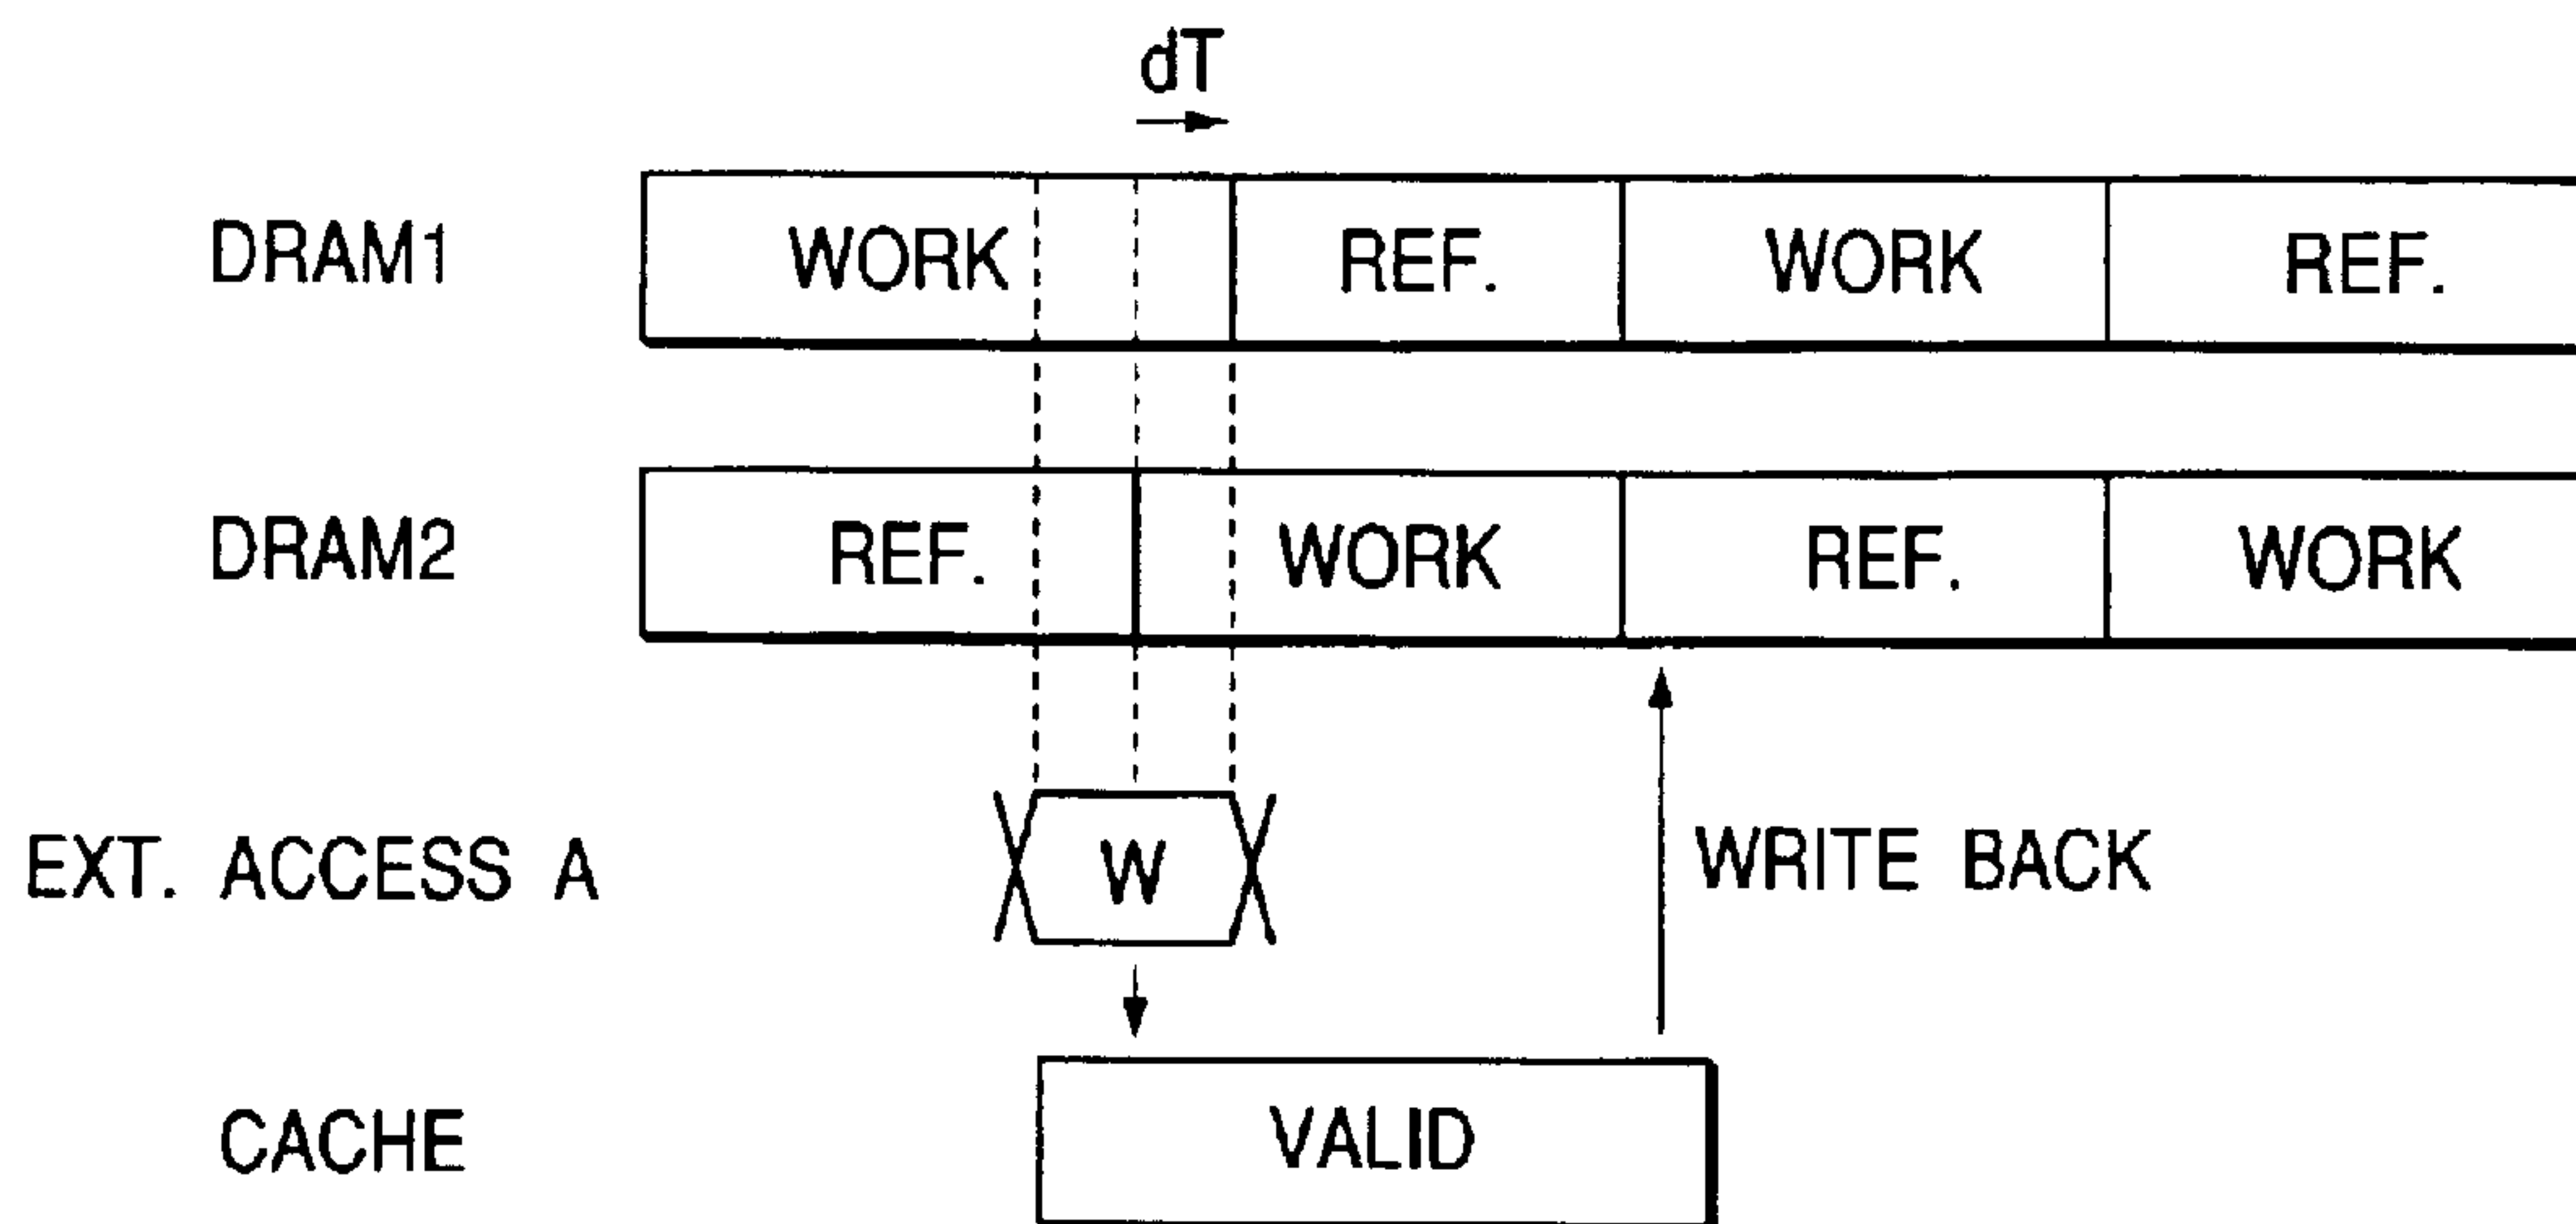 dT
DRAM1 WORK REF. WORK REF.
DRAM2 REF. WORK REF. WORK
EXT. ACCESS A W WRITE BACK
CACHE VALID